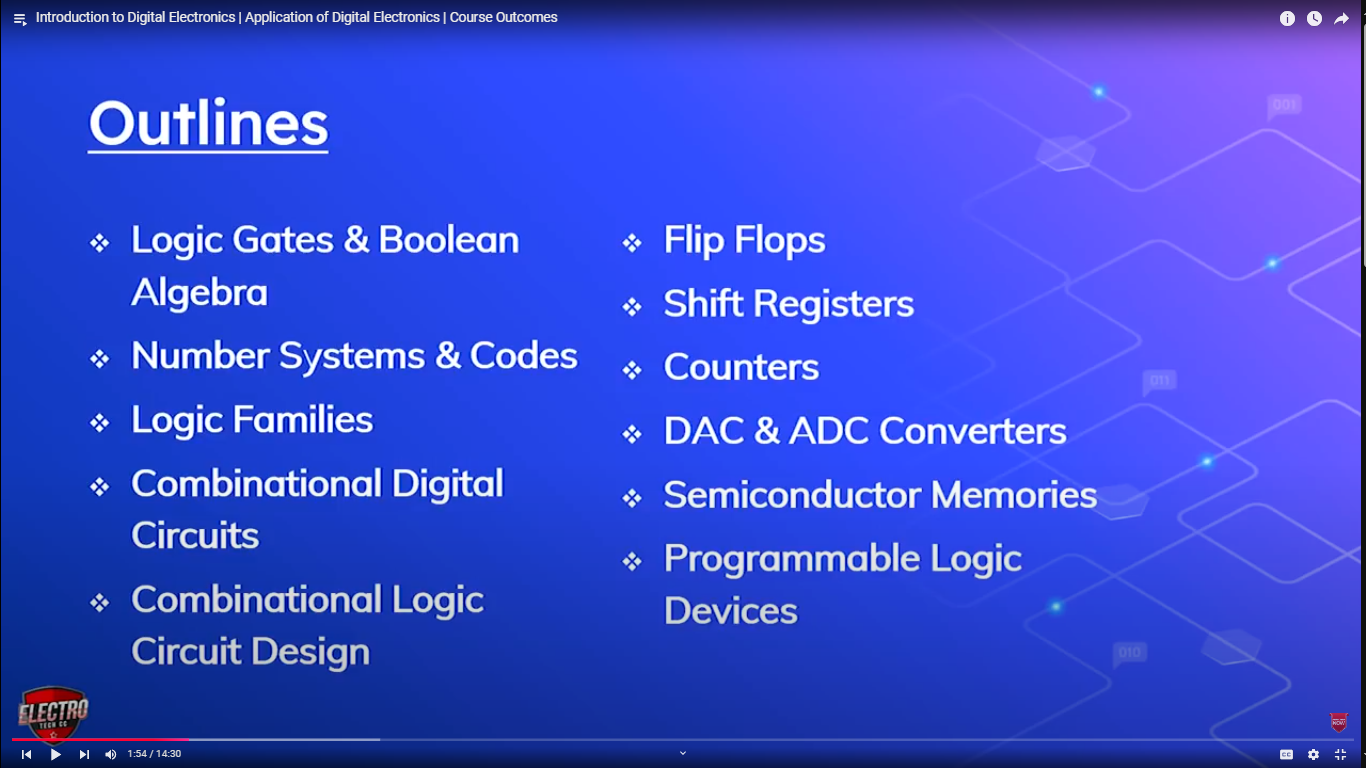 Introduction to Digital Electronics | Application of Digital Electronics | Course Outcomes
Outlines
Logic Gates & Boolean
Algebra
Number Systems & Codes
Logic Families
Combinational Digital
Circuits
Combinational Logic
Circuit Design
Flip Flops
Shift Registers
Counters
DAC & ADC Converters
Semiconductor Memories
Programmable Logic
Devices
001
011
010
ELECTRO
TECH CC
1:54 / 14:30
CC